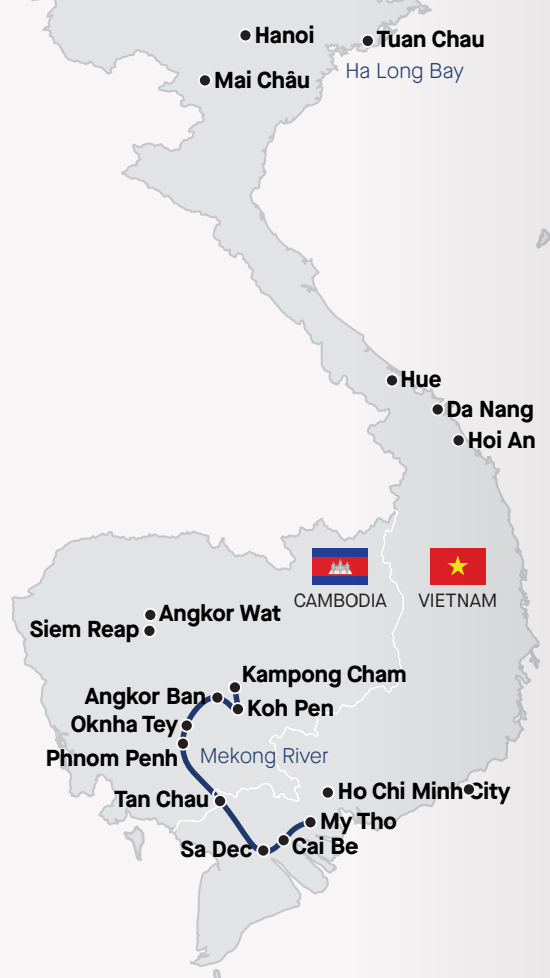 Hanoi
Tuan Chau
Ha Long Bay
Mai Châu
Hue
Da Nang
Hoi An
CAMBODIA
VIETNAM
Angkor Wat
Siem Reap
Kampong Cham
Angkor Ban
Koh Pen
Oknha Tey
Phnom Penh
Mekong River
Tan Chau
Ho Chi Minh City
My Tho
Sa Dec
Cai Be